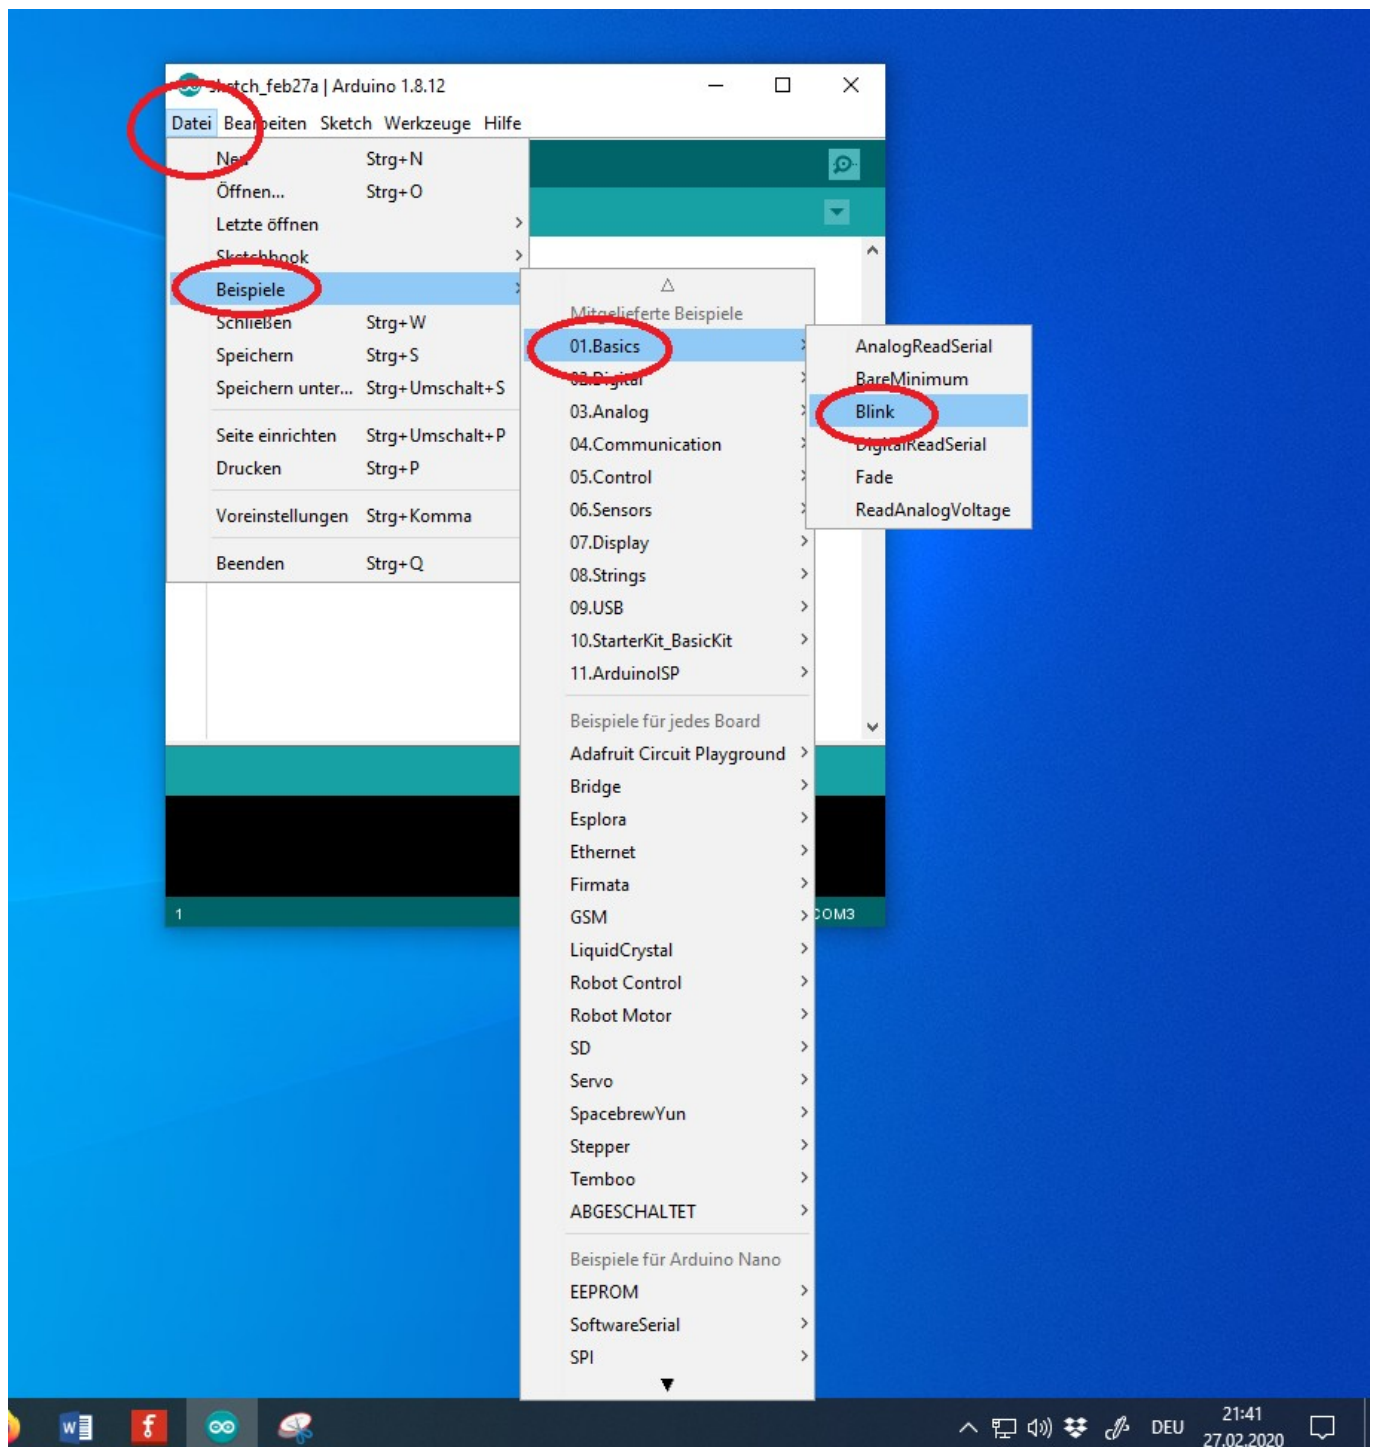 sketch_feb27a | Arduino 1.8.12
Datei Bearbeiten Sketch Werkzeuge Hilfe
Neu Strg+N
Öffnen... Strg+O
Letzte öffnen
Sketchbook
Beispiele
Schließen Strg+W
Speichern Strg+S
Speichern unter... Strg+Umschalt+S
Seite einrichten Strg+Umschalt+P
Drucken Strg+P
Voreinstellungen Strg+Komma
Beenden Strg+Q
Mitgelieferte Beispiele
01.Basics
02.Digital
03.Analog
04.Communication
05.Control
06.Sensors
07.Display
08.Strings
09.USB
10.StarterKit_BasicKit
11.ArduinoISP
Beispiele für jedes Board
Adafruit Circuit Playground
Bridge
Esplora
Ethernet
Firmata
GSM
LiquidCrystal
Robot Control
Robot Motor
SD
Servo
SpacebrewYun
Stepper
Temboo
ABGESCHALTET
Beispiele für Arduino Nano
EEPROM
SoftwareSerial
SPI
AnalogReadSerial
BareMinimum
Blink
DigitalReadSerial
Fade
ReadAnalogVoltage
1
COM3
DEU
21:41
27.02.2020